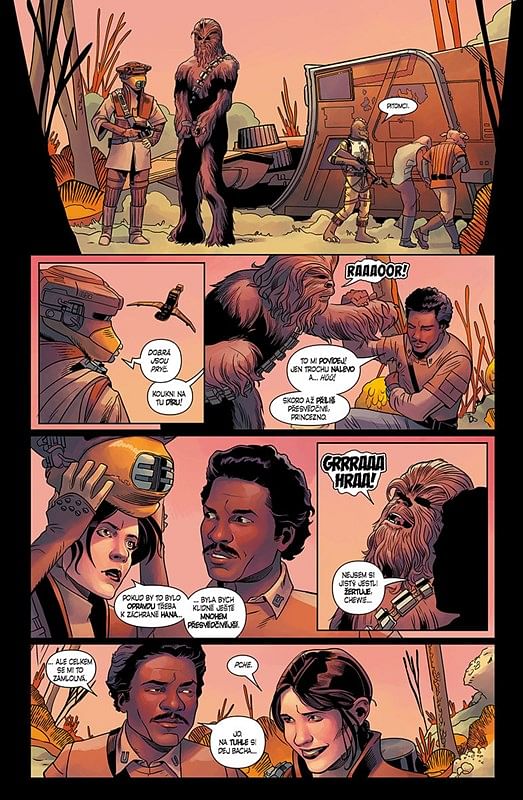 PITOMCI.
DOBRÁ
JSOU
PRYČ.
KOUKNI NA
TU DÍRU!
RAAAOOR!
TO MI POVÍDEJ!
JEN TROCHU NALEVO
A... HŮŮ!
SKORO AŽ PŘÍLIŠ
PŘESVĚDČIVÉ,
PRINCEZNO.
POKUD BY TO BYLO
OPRAVDU TŘEBA
K ZÁCHRANĚ HANA...
... BYLA BYCH
KLIDNĚ JEŠTĚ
MNOHEM
PŘESVĚDČIVĚJŠÍ.
GRRRAAA
HRAA!
NEJSEM SI
JISTÝ JESTLI
ŽERTUJE,
CHEWIE...
... ALE CELKEM
SE MI TO
ZAMLOUVÁ.
PCHE.
JO.
NA TUHLE SI
DEJ BACHA...